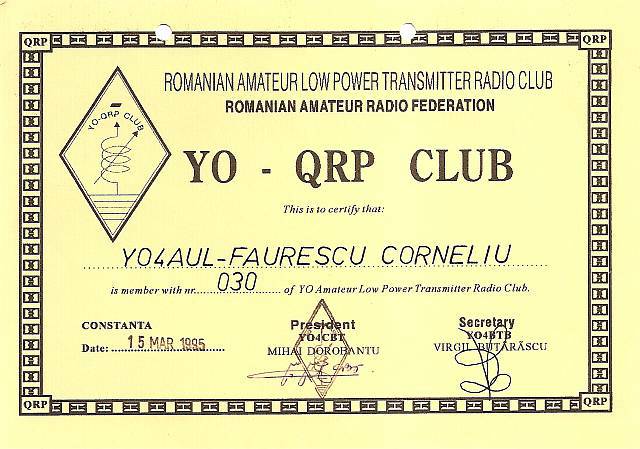 QRP QRP
ROMANIAN AMATEUR LOW POWER TRANSMITTER RADIO CLUB
ROMANIAN AMATEUR RADIO FEDERATION
YO-QRP CLUB
YO - QRP CLUB
This is to certify that:
YO4AUL-FAURESCU CORNELIU
is member with nr. 030 of YO Amateur Low Power Transmitter Radio Club.
CONSTANTA
Date: 15 MAR 1995
President
YO4CBT
MIHAI DOROBANTU
Secretary
YO4BTB
VIRGIL BUTĂRĂSCU
QRP QRP